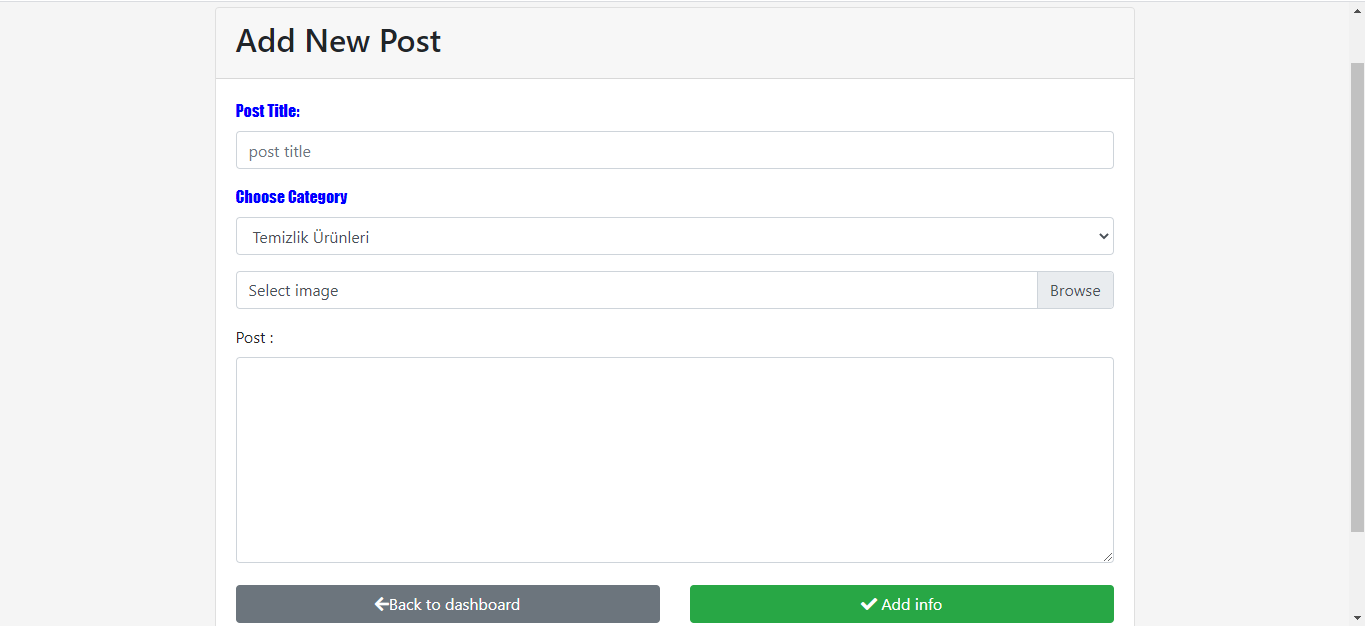 Add New Post
Post Title:
post title
Choose Category
Temizlik Ürünleri
Select image
Browse
Post :
Back to dashboard
Add info